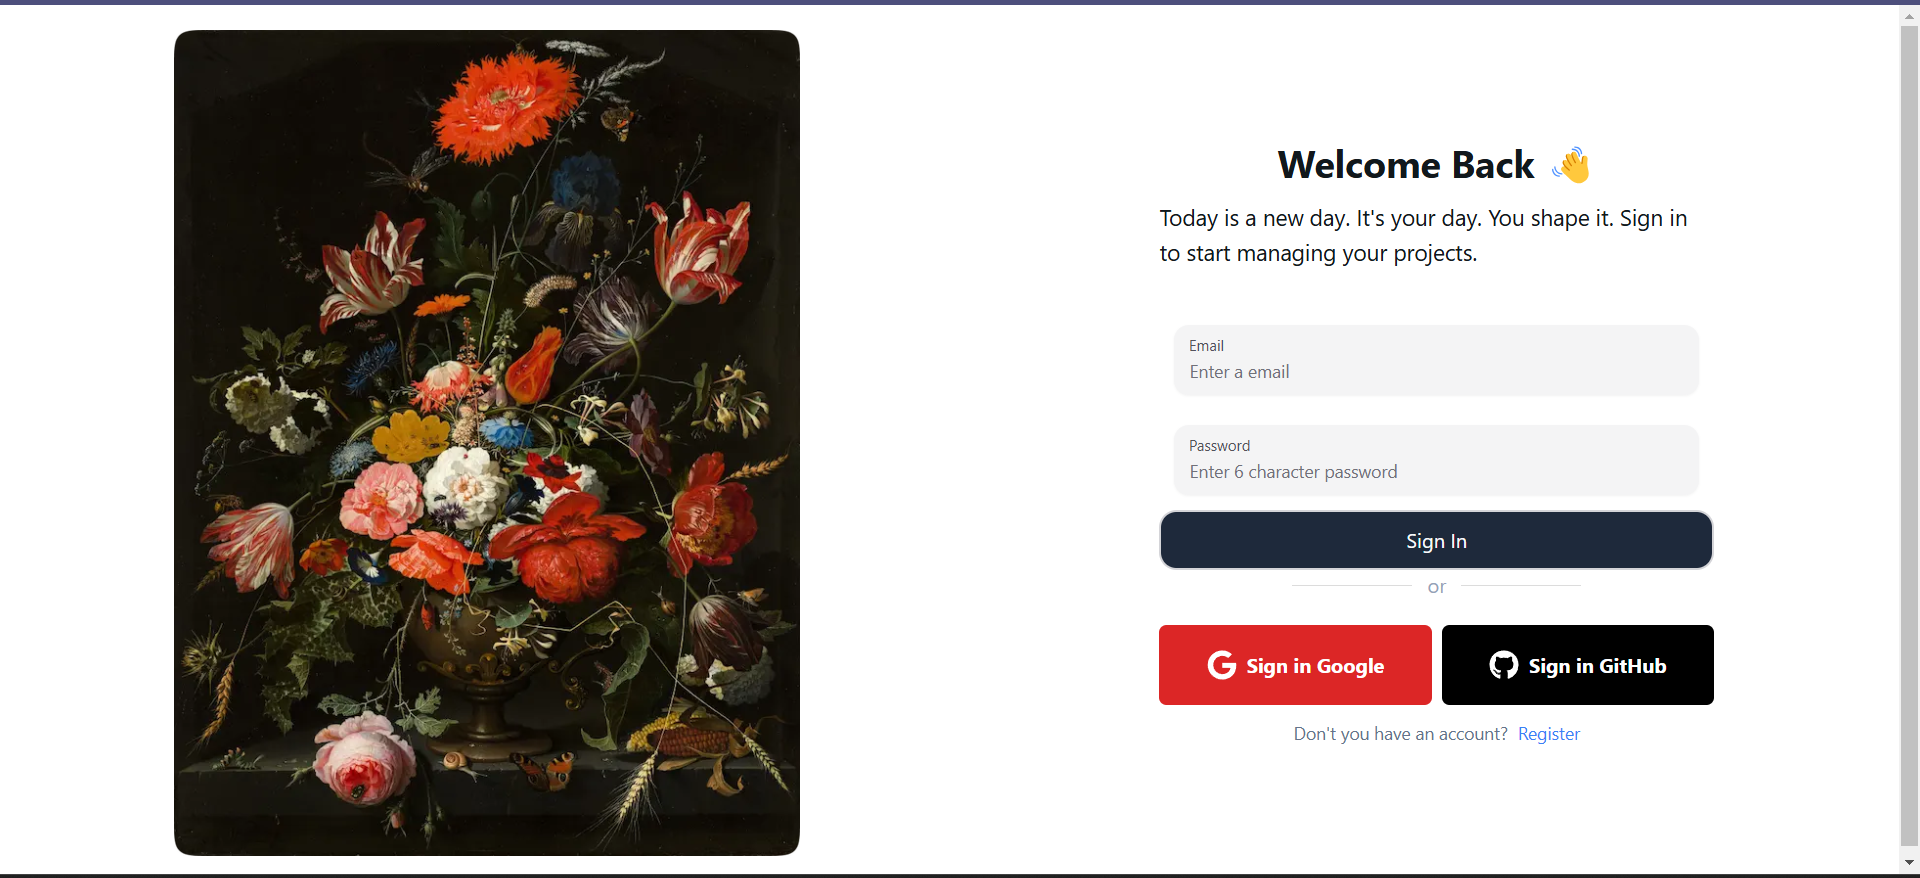 Welcome Back 👋
Today is a new day. It's your day. You shape it. Sign in
to start managing your projects.
Email
Enter a email
Password
Enter 6 character password
Sign In
or
Sign in Google
Sign in GitHub
Don't you have an account? Register